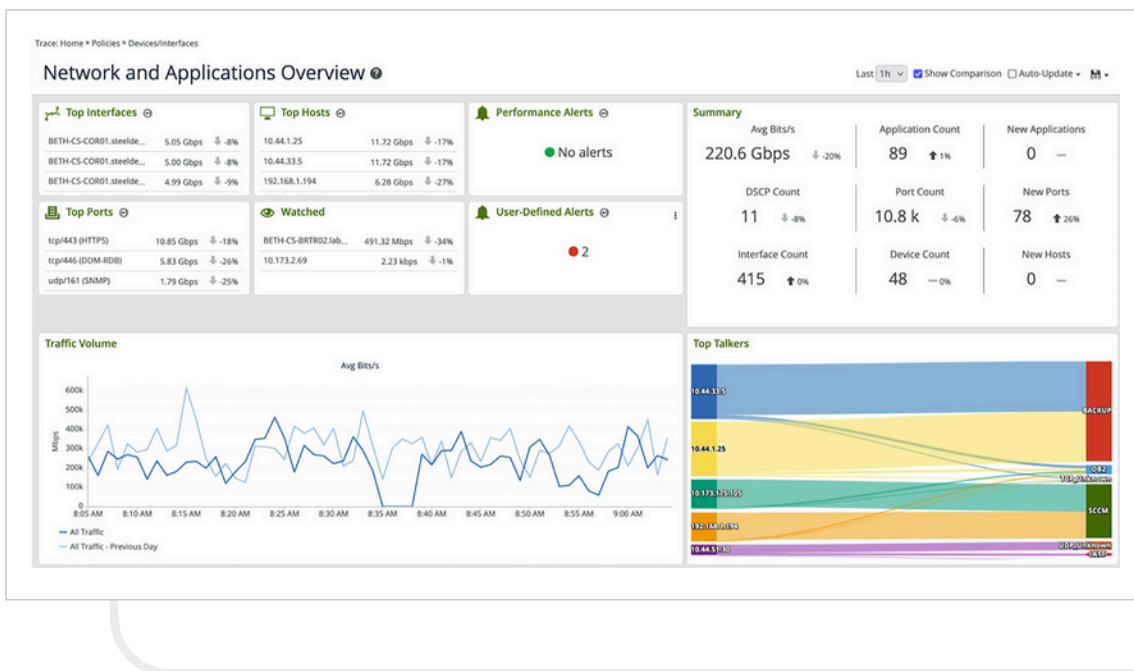 Trace: Home » Policies » Devices/Interfaces
Network and Applications Overview
Last 1h Show Comparison Auto-Update
Top Interfaces
BETH-CS-COR01.steelde... 5.05 Gbps -8%
BETH-CS-COR01.steelde... 5.00 Gbps -8%
BETH-CS-COR01.steelde... 4.99 Gbps -9%
Top Hosts
10.44.1.25 11.72 Gbps -17%
10.44.33.5 11.72 Gbps -17%
192.168.1.194 6.28 Gbps -27%
Performance Alerts
No alerts
Top Ports
tcp/443 (HTTPS) 10.85 Gbps -18%
tcp/446 (DDM-RDB) 5.83 Gbps -26%
udp/161 (SNMP) 1.79 Gbps -25%
Watched
BETH-CS-BRTR02.lab... 491.32 Mbps -34%
10.173.2.69 2.23 kbps -1%
User-Defined Alerts
2
Summary
Avg Bits/s Application Count New Applications
220.6 Gbps -20% 89 1% 0 —
DSCP Count Port Count New Ports
11 -8% 10.8 k -6% 78 26%
Interface Count Device Count New Hosts
415 0% 48 — 0% 0 —
Traffic Volume
Avg Bits/s
Mbps
600k
500k
400k
300k
200k
100k
0
8:05 AM 8:10 AM 8:15 AM 8:20 AM 8:25 AM 8:30 AM 8:35 AM 8:40 AM 8:45 AM 8:50 AM 8:55 AM 9:00 AM
All Traffic
All Traffic - Previous Day
Top Talkers
10.44.33.5
BACKUP
10.44.1.25
DB2
TCP_Unknown
10.173.175.105
SCCM
192.168.1.194
UDP_Unknown
10.44.51.30